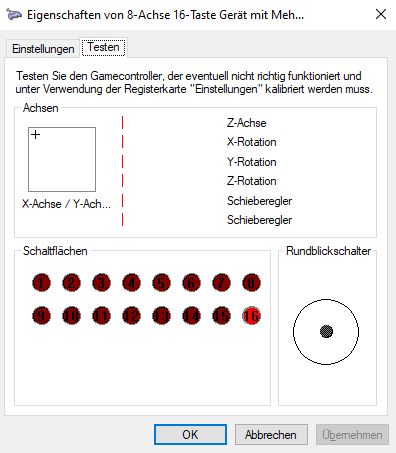 Eigenschaften von 8-Achse 16-Taste Gerät mit Meh...
Einstellungen Testen
Testen Sie den Gamecontroller, der eventuell nicht richtig funktioniert und
unter Verwendung der Registerkarte "Einstellungen" kalibriert werden muss.
Achsen
X-Achse / Y-Ach...
Z-Achse
X-Rotation
Y-Rotation
Z-Rotation
Schieberegler
Schieberegler
Schaltflächen
1 2 3 4 5 6 7 8
9 10 11 12 13 14 15 16
Rundblickschalter
OK Abbrechen Übernehmen